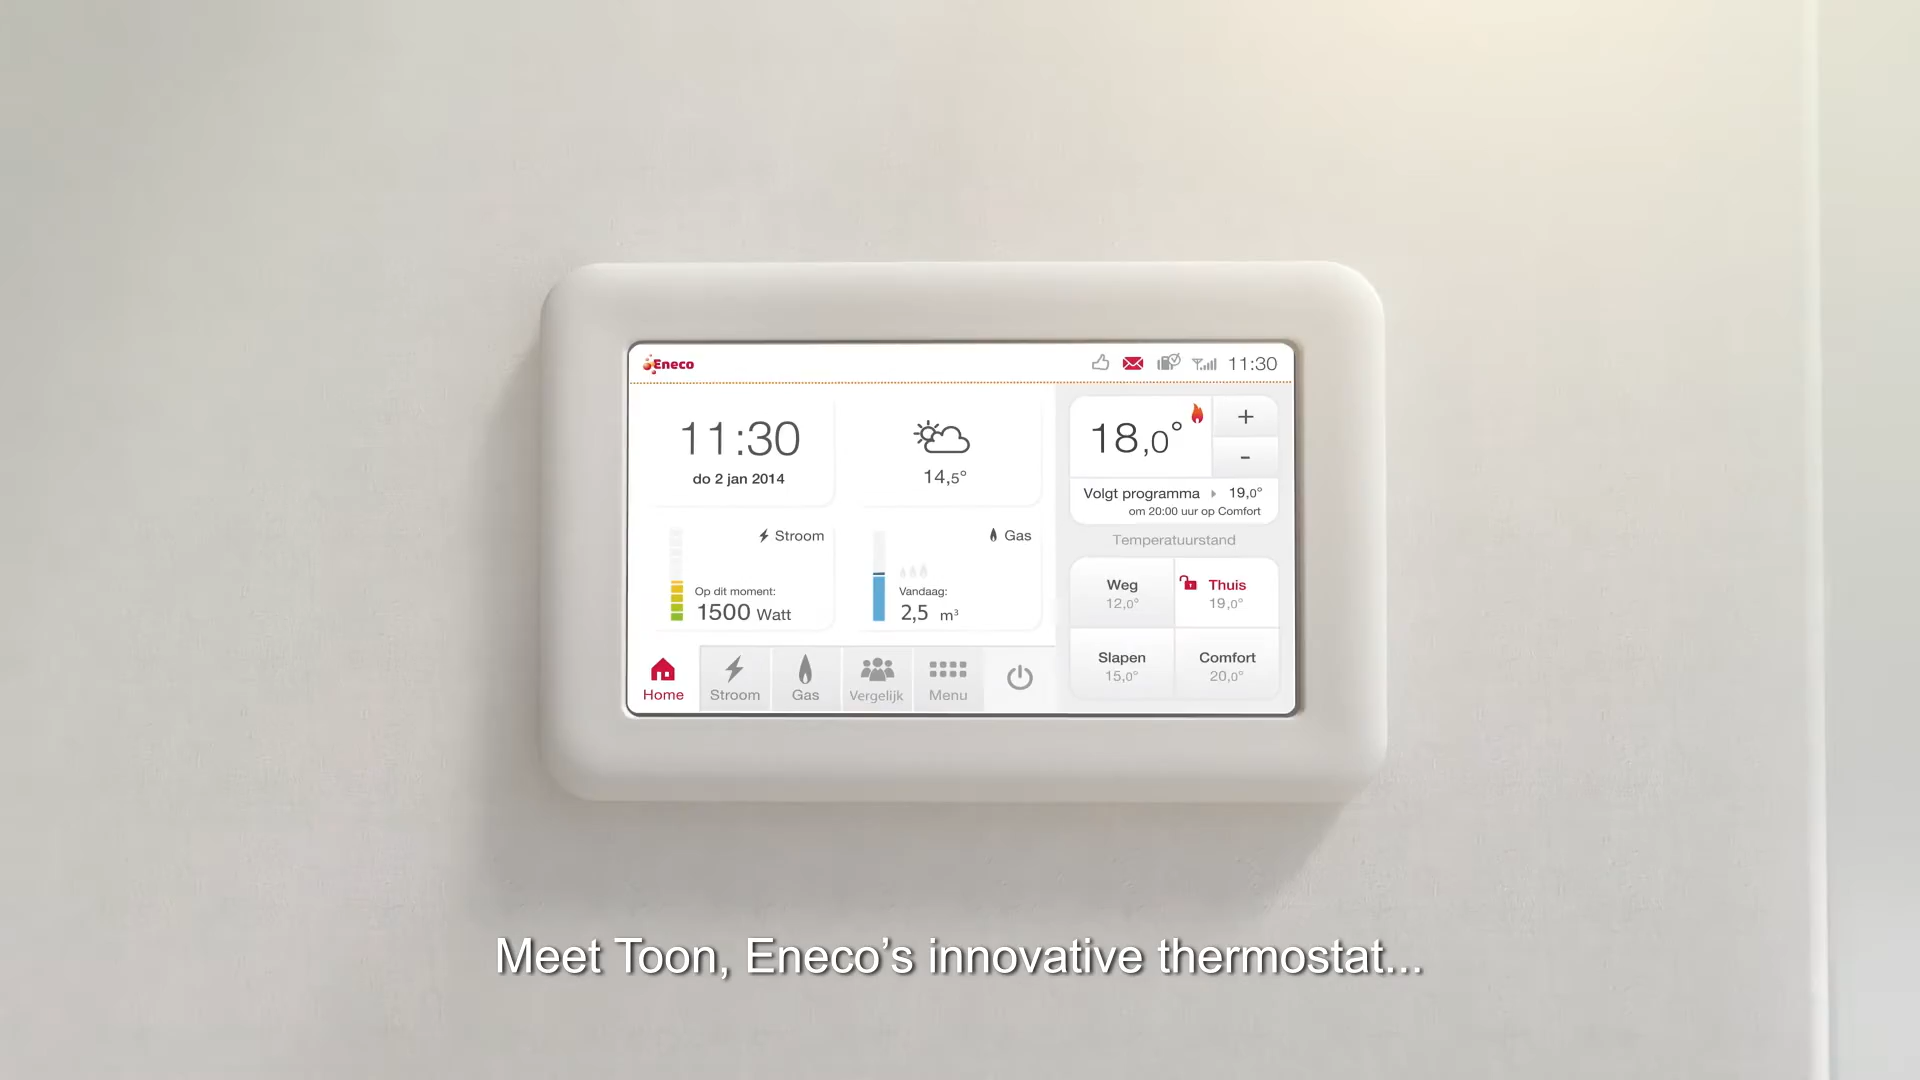 Eneco
11:30
11:30
do 2 jan 2014
14,5°
18,0°
+
-
Volgt programma 19,0°
om 20:00 uur op Comfort
Stroom
Op dit moment:
1500 Watt
Gas
Vandaag:
2,5 m³
Temperatuurstand
Weg
12,0°
Thuis
19,0°
Slapen
15,0°
Comfort
20,0°
Home
Stroom
Gas
Vergelijk
Menu
Meet Toon, Eneco’s innovative thermostat...